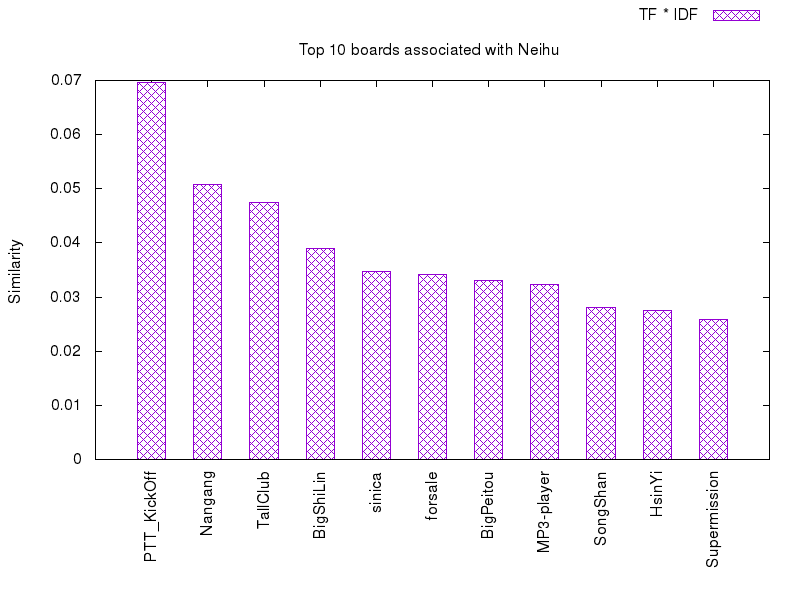 TF * IDF
Top 10 boards associated with Neihu
0.07
0.06
0.05
0.04
0.03
0.02
0.01
0
Similarity
PTT_KickOff
Nangang
TallClub
BigShiLin
sinica
forsale
BigPeitou
MP3-player
SongShan
HsinYi
Supermission